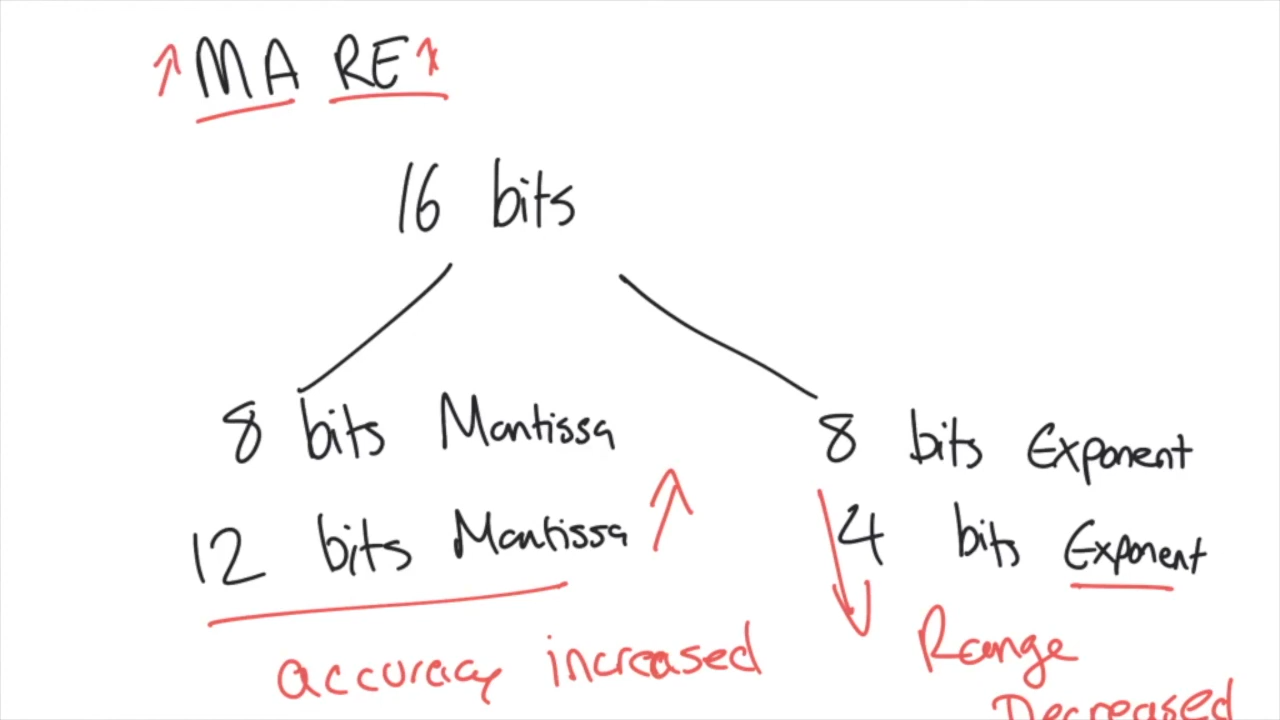 ↑MA RE↑
16 bits
8 bits Mantissa 8 bits Exponent
12 bits Mantissa ↑ 4 bits Exponent
accuracy increased Range
Decreased